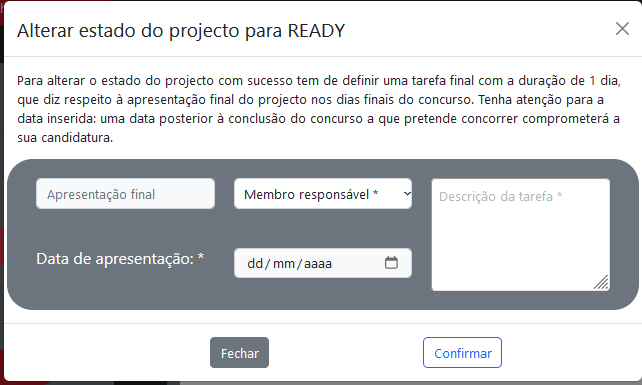 Alterar estado do projecto para READY
Para alterar o estado do projecto com sucesso tem de definir uma tarefa final com a duração de 1 dia,
que diz respeito à apresentação final do projecto nos dias finais do concurso. Tenha atenção para a
data inserida: uma data posterior à conclusão do concurso a que pretende concorrer comprometerá a
sua candidatura.
Apresentação final
Membro responsável *
Descrição da tarefa *
Data de apresentação: *
dd/mm/aaaa
Fechar
Confirmar